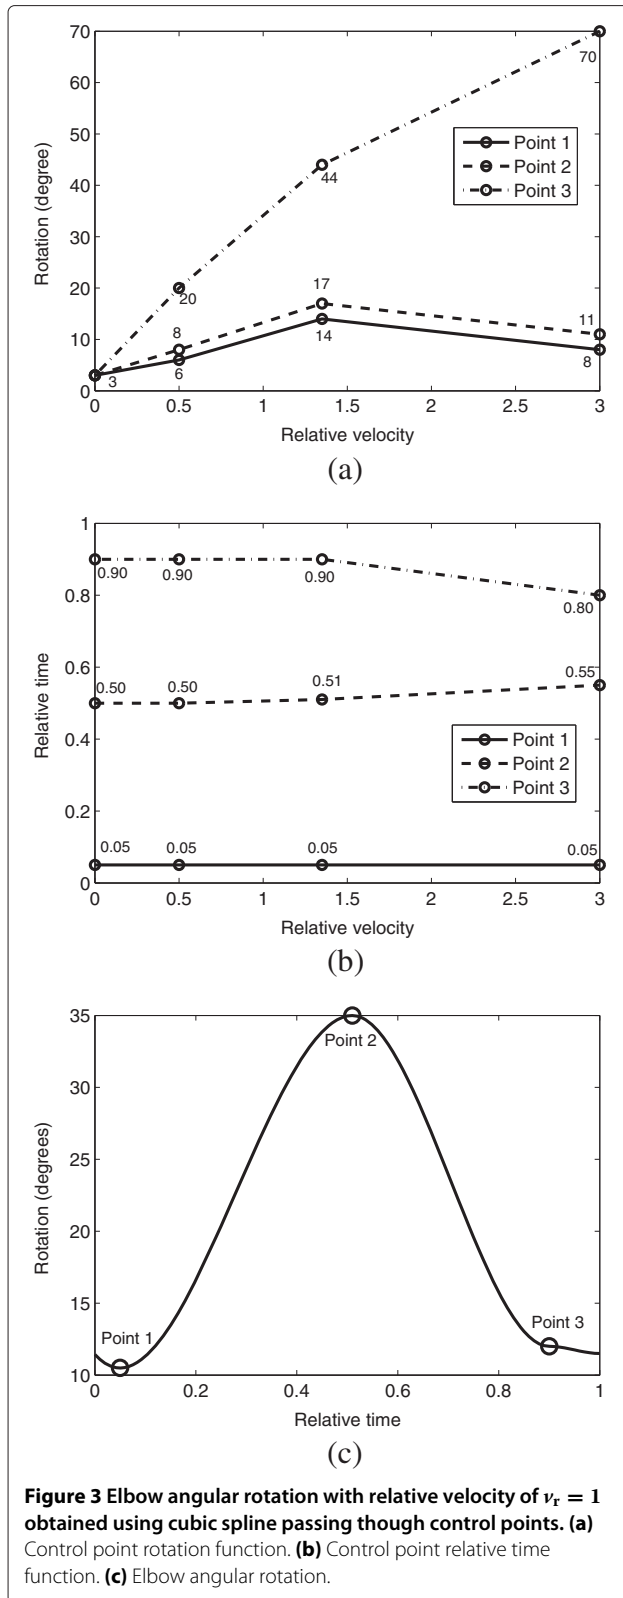 70
60
50
40
30
20
10
0
Rotation (degree)
70
44
20
17
14
11
8
8
6
3
Point 1
Point 2
Point 3
0 0.5 1 1.5 2 2.5 3
Relative velocity
(a)
1
0.8
0.6
0.4
0.2
0
Relative time
0.90 0.90 0.90 0.80
0.50 0.50 0.51 0.55
Point 1
Point 2
Point 3
0.05 0.05 0.05 0.05
0 0.5 1 1.5 2 2.5 3
Relative velocity
(b)
35
30
25
20
15
10
Rotation (degrees)
Point 2
Point 1
Point 3
0 0.2 0.4 0.6 0.8 1
Relative time
(c)
Figure 3 Elbow angular rotation with relative velocity of vr = 1
obtained using cubic spline passing though control points. (a)
Control point rotation function. (b) Control point relative time
function. (c) Elbow angular rotation.